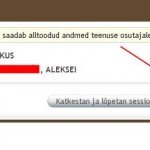 saadab alltoodud andmed teenuse osutajale
KUS
, ALEKSEI
Katkestan ja lõpetan sessio